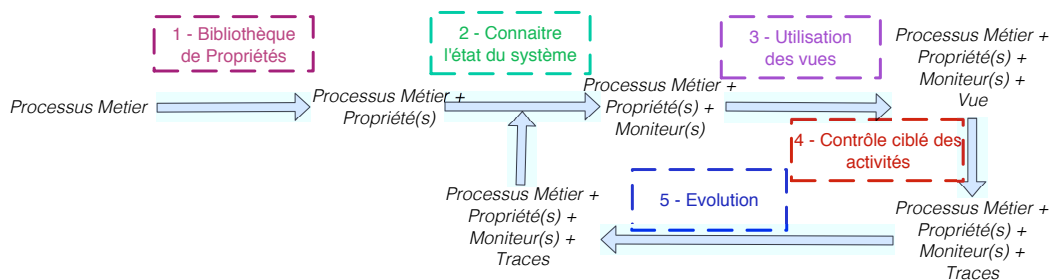 1 - Bibliothèque
de Propriétés
2 - Connaitre
l'état du système
3 - Utilisation
des vues
Processus Métier +
Propriété(s) +
Moniteur(s) +
Vue
Processus Metier
Processus Métier +
Propriété(s)
Processus Métier +
Propriété(s) +
Moniteur(s)
4 - Contrôle ciblé des
activités
5 - Evolution
Processus Métier +
Propriété(s) +
Moniteur(s) +
Traces
Processus Métier +
Propriété(s) +
Moniteur(s) +
Traces